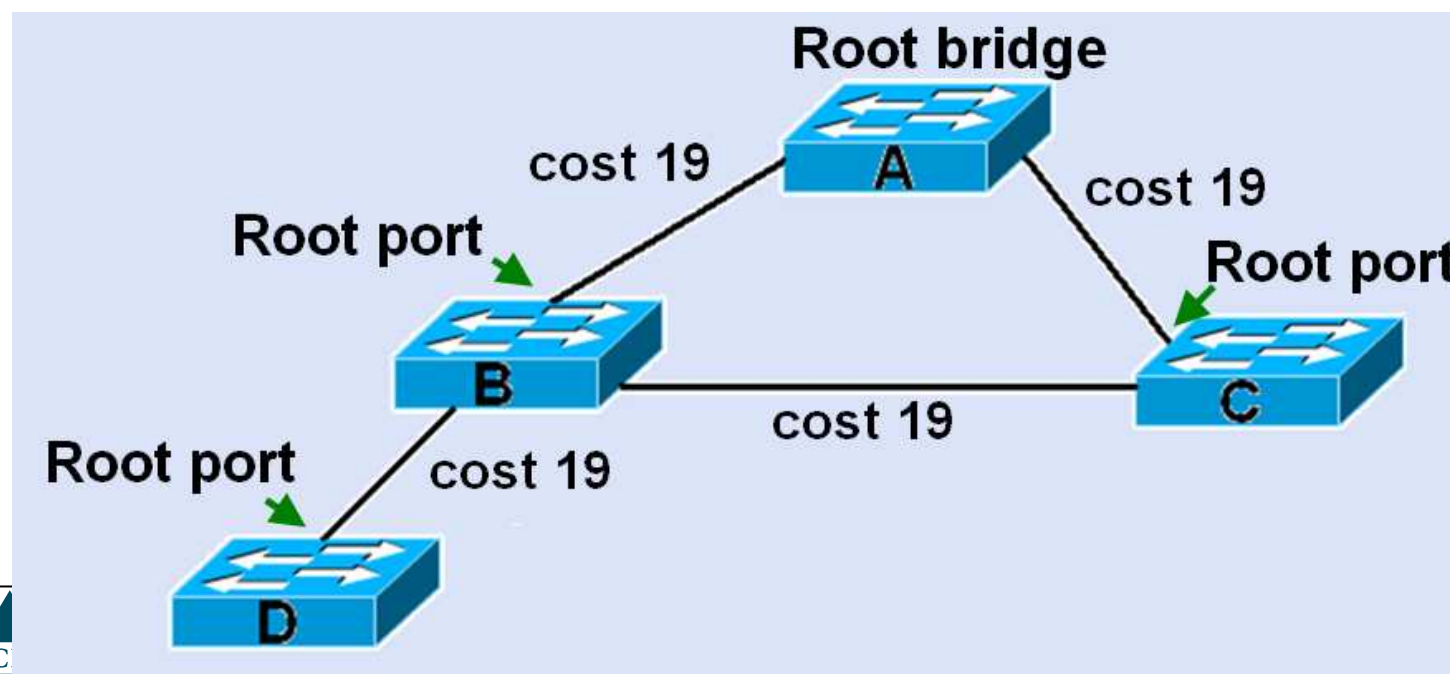 Root bridge
A
cost 19
cost 19
Root port
Root port
B
C
cost 19
Root port
cost 19
D
C